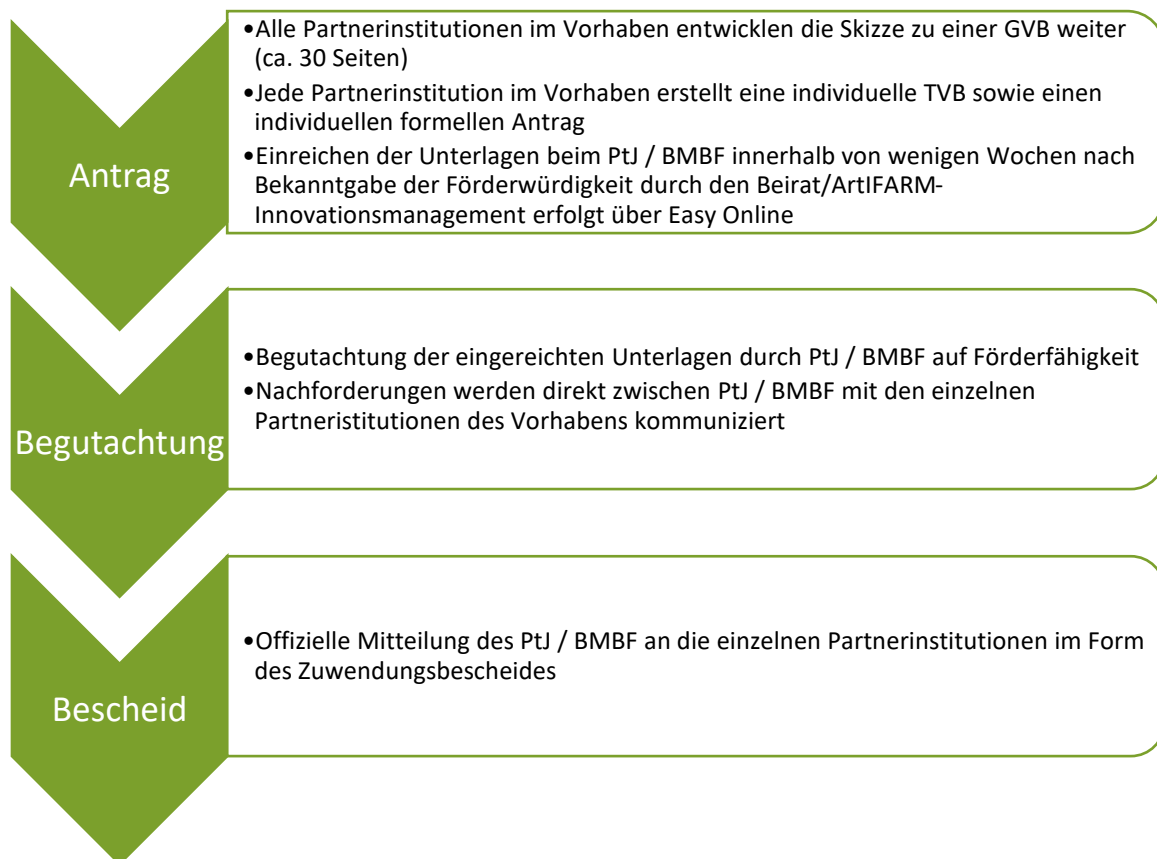 Antrag
•Alle Partnerinstitutionen im Vorhaben entwicklen die Skizze zu einer GVB weiter
(ca. 30 Seiten)
•Jede Partnerinstitution im Vorhaben erstellt eine individuelle TVB sowie einen
individuellen formellen Antrag
•Einreichen der Unterlagen beim PtJ / BMBF innerhalb von wenigen Wochen nach
Bekanntgabe der Förderwürdigkeit durch den Beirat/ArtIFARM-
Innovationsmanagement erfolgt über Easy Online
Begutachtung
•Begutachtung der eingereichten Unterlagen durch PtJ / BMBF auf Förderfähigkeit
•Nachforderungen werden direkt zwischen PtJ / BMBF mit den einzelnen
Partneristitutionen des Vorhabens kommuniziert
Bescheid
•Offizielle Mitteilung des PtJ / BMBF an die einzelnen Partnerinstitutionen im Form
des Zuwendungsbescheides